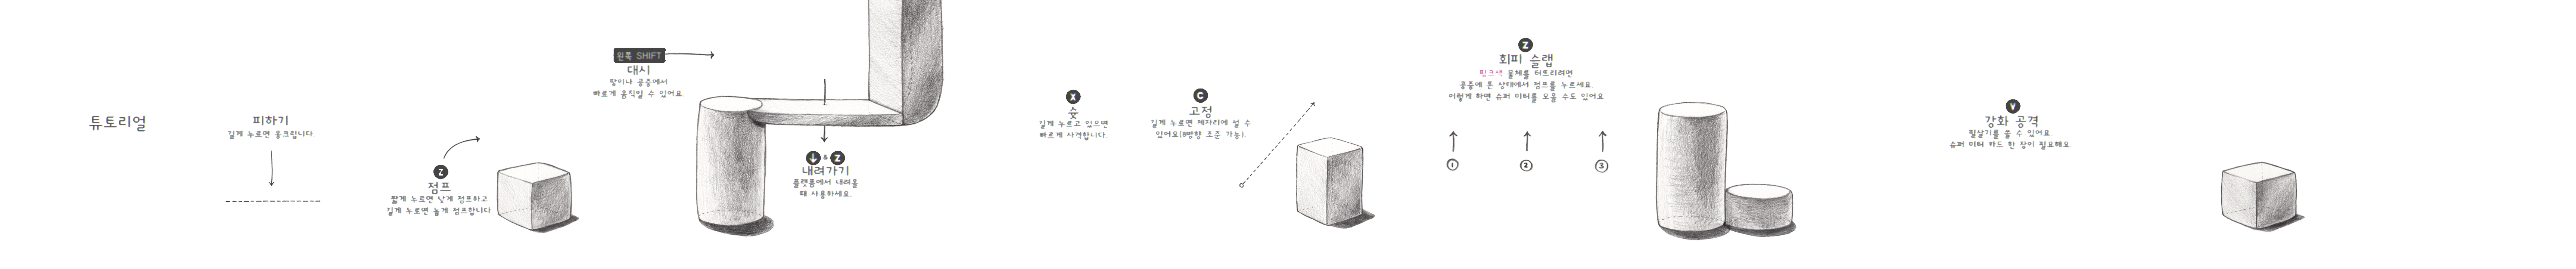 튜토리얼
피하기
길게 누르면 웅크립니다.
Z
점프
짧게 누르면 낮게 점프하고
길게 누르면 높게 점프합니다.
왼쪽 SHIFT
대시
땅이나 공중에서
빠르게 움직일 수 있어요.
↓ & Z
내려가기
플랫폼에서 내려올
때 사용하세요.
X
슛
길게 누르고 있으면
빠르게 사격합니다.
C
고정
길게 누르면 제자리에 설 수
있어요(8방향 조준 가능).
Z
회피 슬랩
핑크색 물체를 터트리려면
공중에 뜬 상태에서 점프를 누르세요.
이렇게 하면 슈퍼 미터를 모을 수도 있어요
1
2
3
V
강화 공격
필살기를 쓸 수 있어요.
슈퍼 미터 카드 한 장이 필요해요.